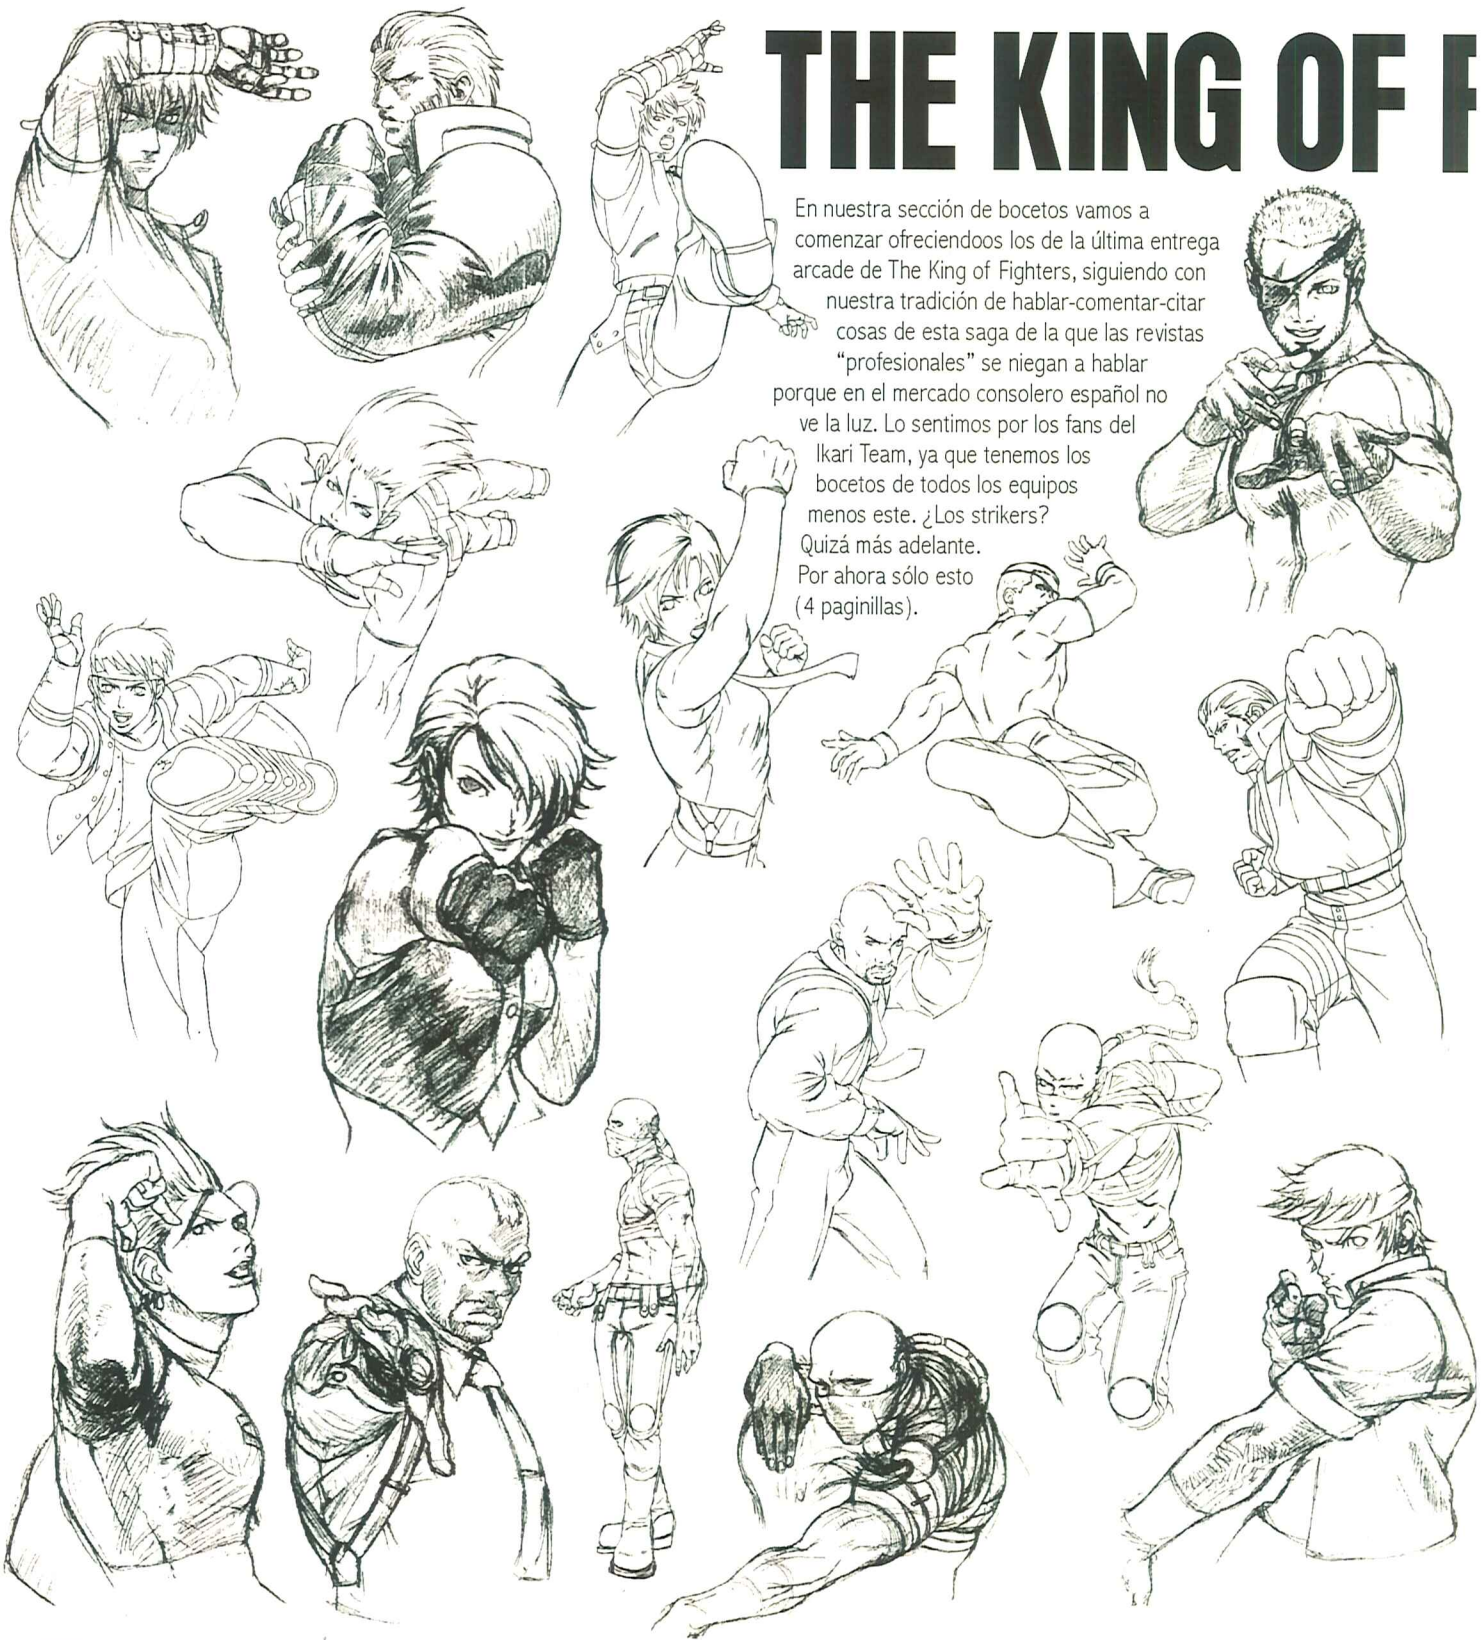 THE KING OF F
En nuestra sección de bocetos vamos a
comenzar ofreciendoos los de la última entrega
arcade de The King of Fighters, siguiendo con
nuestra tradición de hablar-comentar-citar
cosas de esta saga de la que las revistas
“profesionales” se niegan a hablar
porque en el mercado consolero español no
ve la luz. Lo sentimos por los fans del
Ikari Team, ya que tenemos los
bocetos de todos los equipos
menos este. ¿Los strikers?
Quizá más adelante.
Por ahora sólo esto
(4 paginillas).